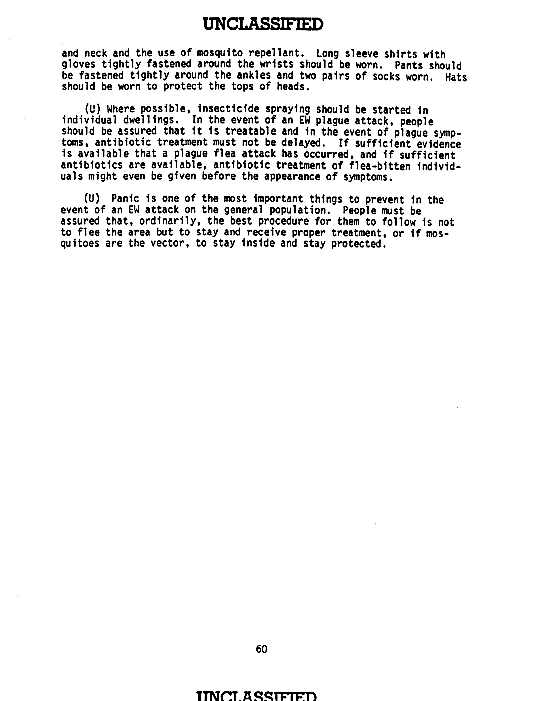 UNCLASSIFIED
and neck and the use of mosquito repellant. Long sleeve shirts with
gloves tightly fastened around the wrists should be worn. Pants should
be fastened tightly around the ankles and two pairs of socks worn. Hats
should be worn to protect the tops of heads.
(U) Where possible, insecticide spraying should be started in
individual dwellings. In the event of an EW plague attack, people
should be assured that it is treatable and in the event of plague symp-
toms, antibiotic treatment must not be delayed. If sufficient evidence
is available that a plague flea attack has occurred, and if sufficient
antibiotics are available, antibiotic treatment of flea-bitten individ-
uals might even be given before the appearance of symptoms.
(U) Panic is one of the most important things to prevent in the
event of an EW attack on the general population. People must be
assured that, ordinarily, the best procedure for them to follow is not
to flee the area but to stay and receive proper treatment, or if mos-
quitoes are the vector, to stay inside and stay protected.
60
UNCLASSIFIED